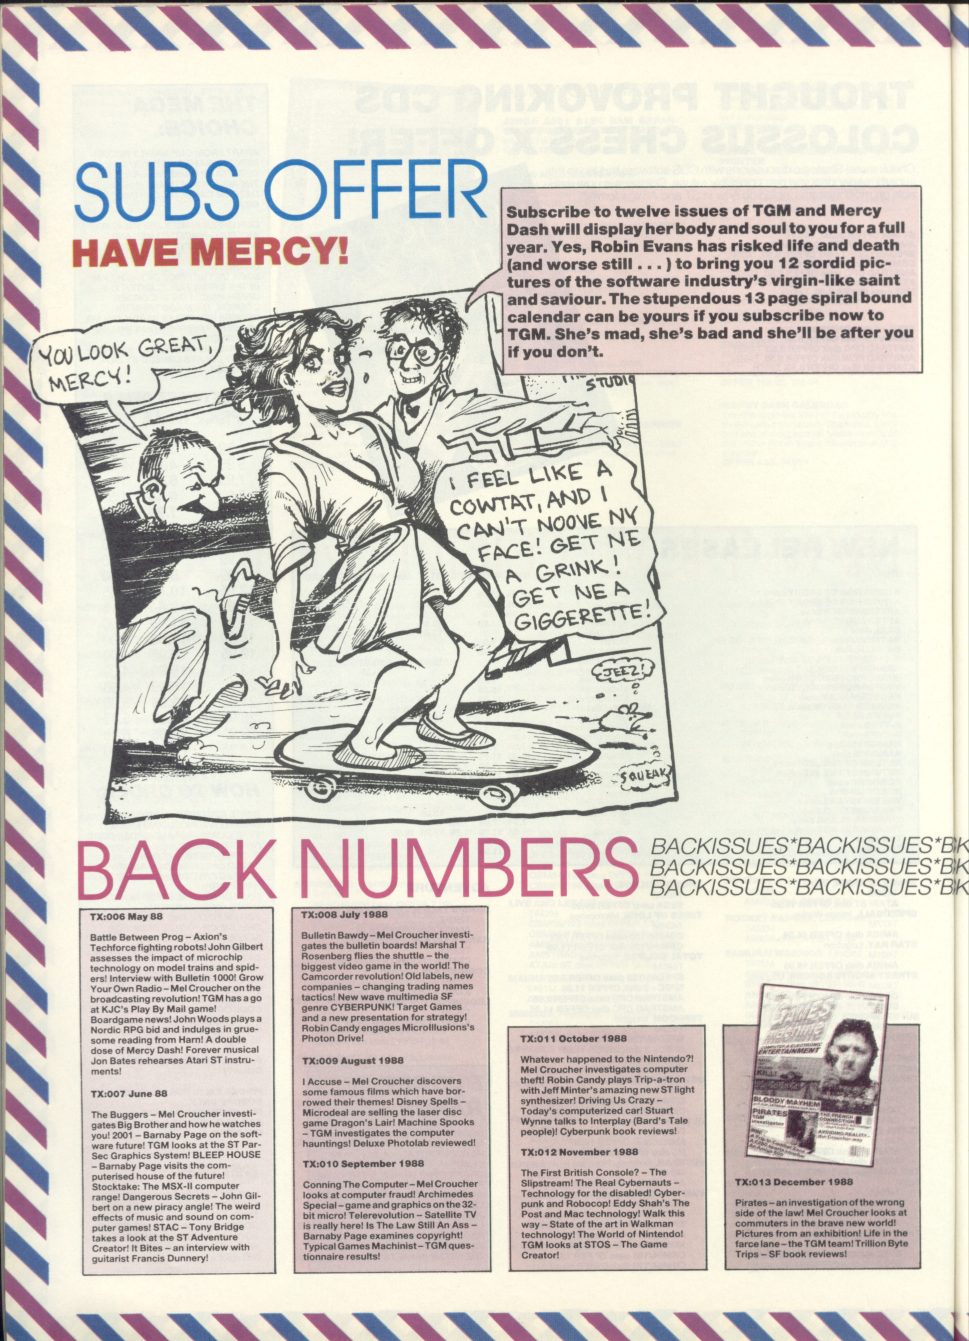 SUBS OFFER
HAVE MERCY!
Subscribe to twelve issues of TGM and Mercy
Dash will display her body and soul to you for a full
year. Yes, Robin Evans has risked life and death
(and worse still . . . ) to bring you 12 sordid pic-
tures of the software industry's virgin-like saint
and saviour. The stupendous 13 page spiral bound
calendar can be yours if you subscribe now to
TGM. She's mad, she's bad and she'll be after you
if you don't.
YOU LOOK GREAT,
MERCY!
STUDIO
I FEEL LIKE A
COWTAT, AND I
CAN'T NOOVE NY
FACE! GET NE
A GRINK!
GET NE A
GIGGERETTE!
JEEZ!
SQUEAK
BACK NUMBERS
BACKISSUES*BACKISSUES*BK
BACKISSUES*BACKISSUES*BK
BACKISSUES*BACKISSUES*BK
TX:006 May 88
Battle Between Prog – Axion's
Techforce fighting robots! John Gilbert
assesses the impact of microchip
technology on model trains and spid-
ers! Interview with Bulletin 1000! Grow
Your Own Radio – Mel Croucher on the
broadcasting revolution! TGM has a go
at KJC's Play By Mail game!
Boardgame news! John Woods plays a
Nordic RPG bid and indulges in grue-
some reading from Harn! A double
dose of Mercy Dash! Forever musical
Jon Bates rehearses Atari ST instru-
ments!
TX:007 June 88
The Buggers – Mel Croucher investi-
gates Big Brother and how he watches
you! 2001 – Barnaby Page on the soft-
ware future! TGM looks at the ST Par-
Sec Graphics System! BLEEP HOUSE
– Barnaby Page visits the com-
puterised house of the future!
Stocktake: The MSX-II computer
range! Dangerous Secrets – John Gil-
bert on a new piracy angle! The weird
effects of music and sound on com-
puter games! STAC – Tony Bridge
takes a look at the ST Adventure
Creator! It Bites – an interview with
guitarist Francis Dunnery!
TX:008 July 1988
Bulletin Bawdy – Mel Croucher investi-
gates the bulletin boards! Marshal T
Rosenberg flies the shuttle – the
biggest video game in the world! The
Camcorder revolution! Old labels, new
companies – changing trading names
tactics! New wave multimedia SF
genre CYBERPUNK! Target Games
and a new presentation for strategy!
Robin Candy engages MicroIllusions's
Photon Drive!
TX:009 August 1988
I Accuse – Mel Croucher discovers
some famous films which have bor-
rowed their themes! Disney Spells –
Microdeal are selling the laser disc
game Dragon's Lair! Machine Spooks
– TGM investigates the computer
hauntings! Deluxe Photolab reviewed!
TX:010 September 1988
Conning The Computer – Mel Croucher
looks at computer fraud! Archimedes
Special – game and graphics on the 32-
bit micro! Telerevolution – Satellite TV
is really here! Is The Law Still An Ass –
Barnaby Page examines copyright!
Typical Games Machinist – TGM ques-
tionnaire results!
TX:011 October 1988
Whatever happened to the Nintendo?!
Mel Croucher investigates computer
theft! Robin Candy plays Trip-a-tron
with Jeff Minter's amazing new ST light
synthesizer! Driving Us Crazy –
Today's computerized car! Stuart
Wynne talks to Interplay (Bard's Tale
people)! Cyberpunk book reviews!
TX:012 November 1988
The First British Console? – The
Slipstream! The Real Cybernauts –
Technology for the disabled! Cyber-
punk and Robocop! Eddy Shah's The
Post and Mac technology! Walk this
way – State of the art in Walkman
technology! The World of Nintendo!
TGM looks at STOS – The Game
Creator!
ENTERTAINMENT
BLOODY MAYHEM
PIRATES
TGM
TX:013 December 1988
Pirates – an investigation of the wrong
side of the law! Mel Croucher looks at
commuters in the brave new world!
Pictures from an exhibition! Life in the
farce lane – the TGM team! Trillion Byte
Trips – SF book reviews!